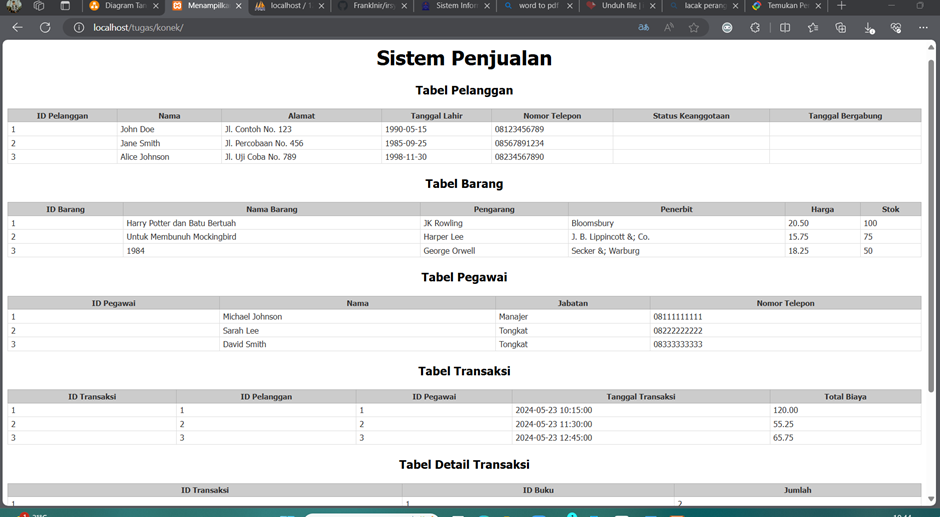 Diagram Tan
Menampilkan
localhost / 1
FrankInir/ins
Sistem Infor
word to pdf
Unduh file |
lacak perang
Temukan Per
localhost/tugas/konek/
Sistem Penjualan
Tabel Pelanggan
ID Pelanggan Nama Alamat Tanggal Lahir Nomor Telepon Status Keanggotaan Tanggal Bergabung
1 John Doe Jl. Contoh No. 123 1990-05-15 08123456789
2 Jane Smith Jl. Percobaan No. 456 1985-09-25 08567891234
3 Alice Johnson Jl. Uji Coba No. 789 1998-11-30 08234567890
Tabel Barang
ID Barang Nama Barang Pengarang Penerbit Harga Stok
1 Harry Potter dan Batu Bertuah JK Rowling Bloomsbury 20.50 100
2 Untuk Membunuh Mockingbird Harper Lee J. B. Lippincott &; Co. 15.75 75
3 1984 George Orwell Secker &; Warburg 18.25 50
Tabel Pegawai
ID Pegawai Nama Jabatan Nomor Telepon
1 Michael Johnson Manajer 08111111111
2 Sarah Lee Tongkat 08222222222
3 David Smith Tongkat 08333333333
Tabel Transaksi
ID Transaksi ID Pelanggan ID Pegawai Tanggal Transaksi Total Biaya
1 1 1 2024-05-23 10:15:00 120.00
2 2 2 2024-05-23 11:30:00 55.25
3 3 3 2024-05-23 12:45:00 65.75
Tabel Detail Transaksi
ID Transaksi ID Buku Jumlah
1 1 2